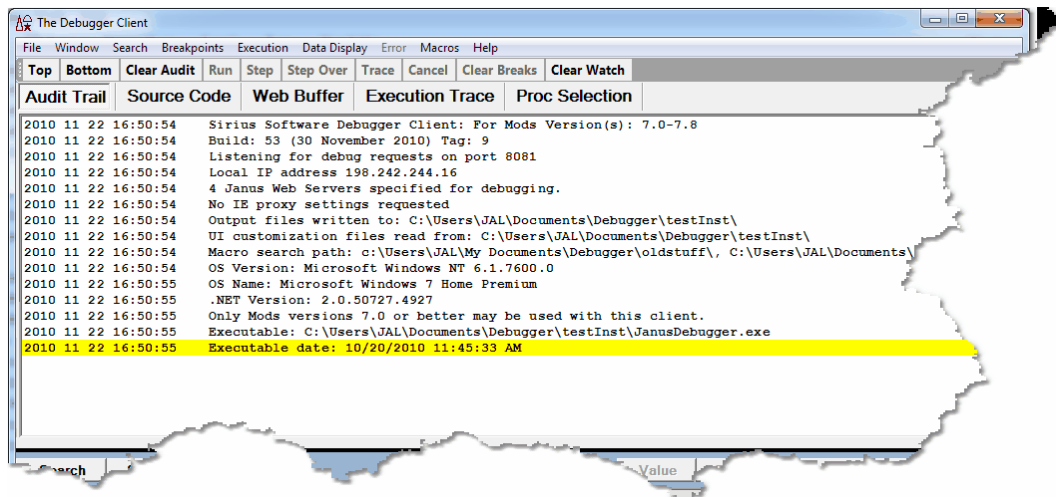 The Debugger Client
File Window Search Breakpoints Execution Data Display Error Macros Help
Top Bottom Clear Audit Run Step Step Over Trace Cancel Clear Breaks Clear Watch
Audit Trail Source Code Web Buffer Execution Trace Proc Selection
2010 11 22 16:50:54 Sirius Software Debugger Client: For Mods Version(s): 7.0-7.8
2010 11 22 16:50:54 Build: 53 (30 November 2010) Tag: 9
2010 11 22 16:50:54 Listening for debug requests on port 8081
2010 11 22 16:50:54 Local IP address 198.242.244.16
2010 11 22 16:50:54 4 Janus Web Servers specified for debugging.
2010 11 22 16:50:54 No IE proxy settings requested
2010 11 22 16:50:54 Output files written to: C:\Users\JAL\Documents\Debugger\testInst\
2010 11 22 16:50:54 UI customization files read from: C:\Users\JAL\Documents\Debugger\testInst\
2010 11 22 16:50:54 Macro search path: c:\Users\JAL\My Documents\Debugger\oldstuff\, C:\Users\JAL\Documents\
2010 11 22 16:50:54 OS Version: Microsoft Windows NT 6.1.7600.0
2010 11 22 16:50:55 OS Name: Microsoft Windows 7 Home Premium
2010 11 22 16:50:55 .NET Version: 2.0.50727.4927
2010 11 22 16:50:55 Only Mods versions 7.0 or better may be used with this client.
2010 11 22 16:50:55 Executable: C:\Users\JAL\Documents\Debugger\testInst\JanusDebugger.exe
2010 11 22 16:50:55 Executable date: 10/20/2010 11:45:33 AM
Value